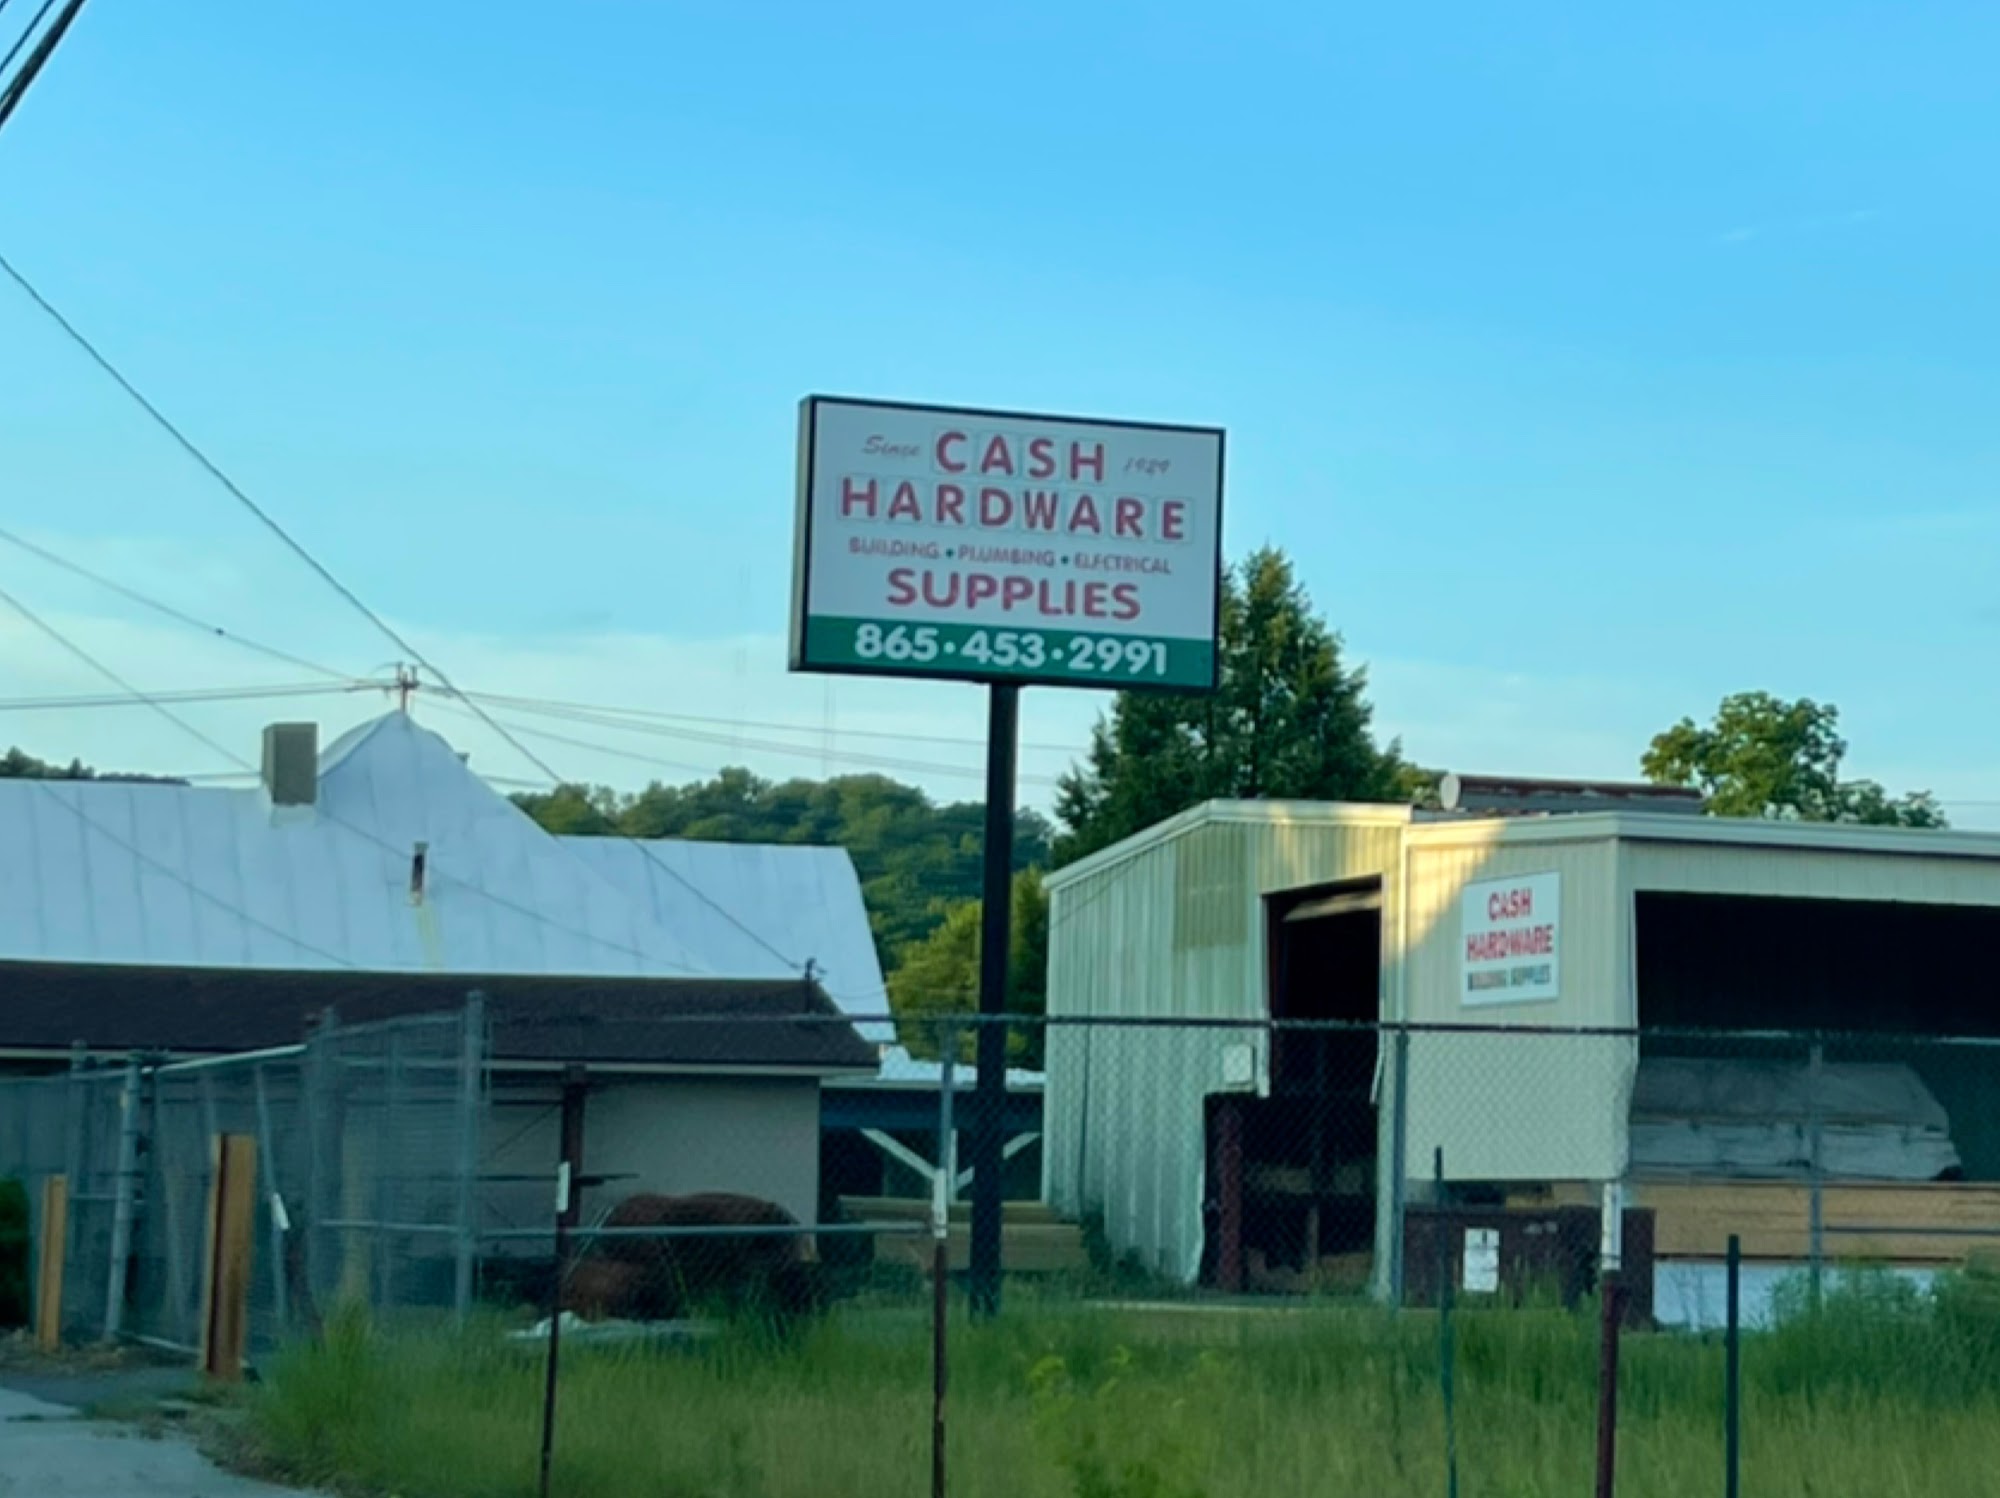 Since CASH 1929
HARDWARE
BUILDING • PLUMBING • ELECTRICAL
SUPPLIES
865•453•2991
CASH
HARDWARE
BUILDING SUPPLIES